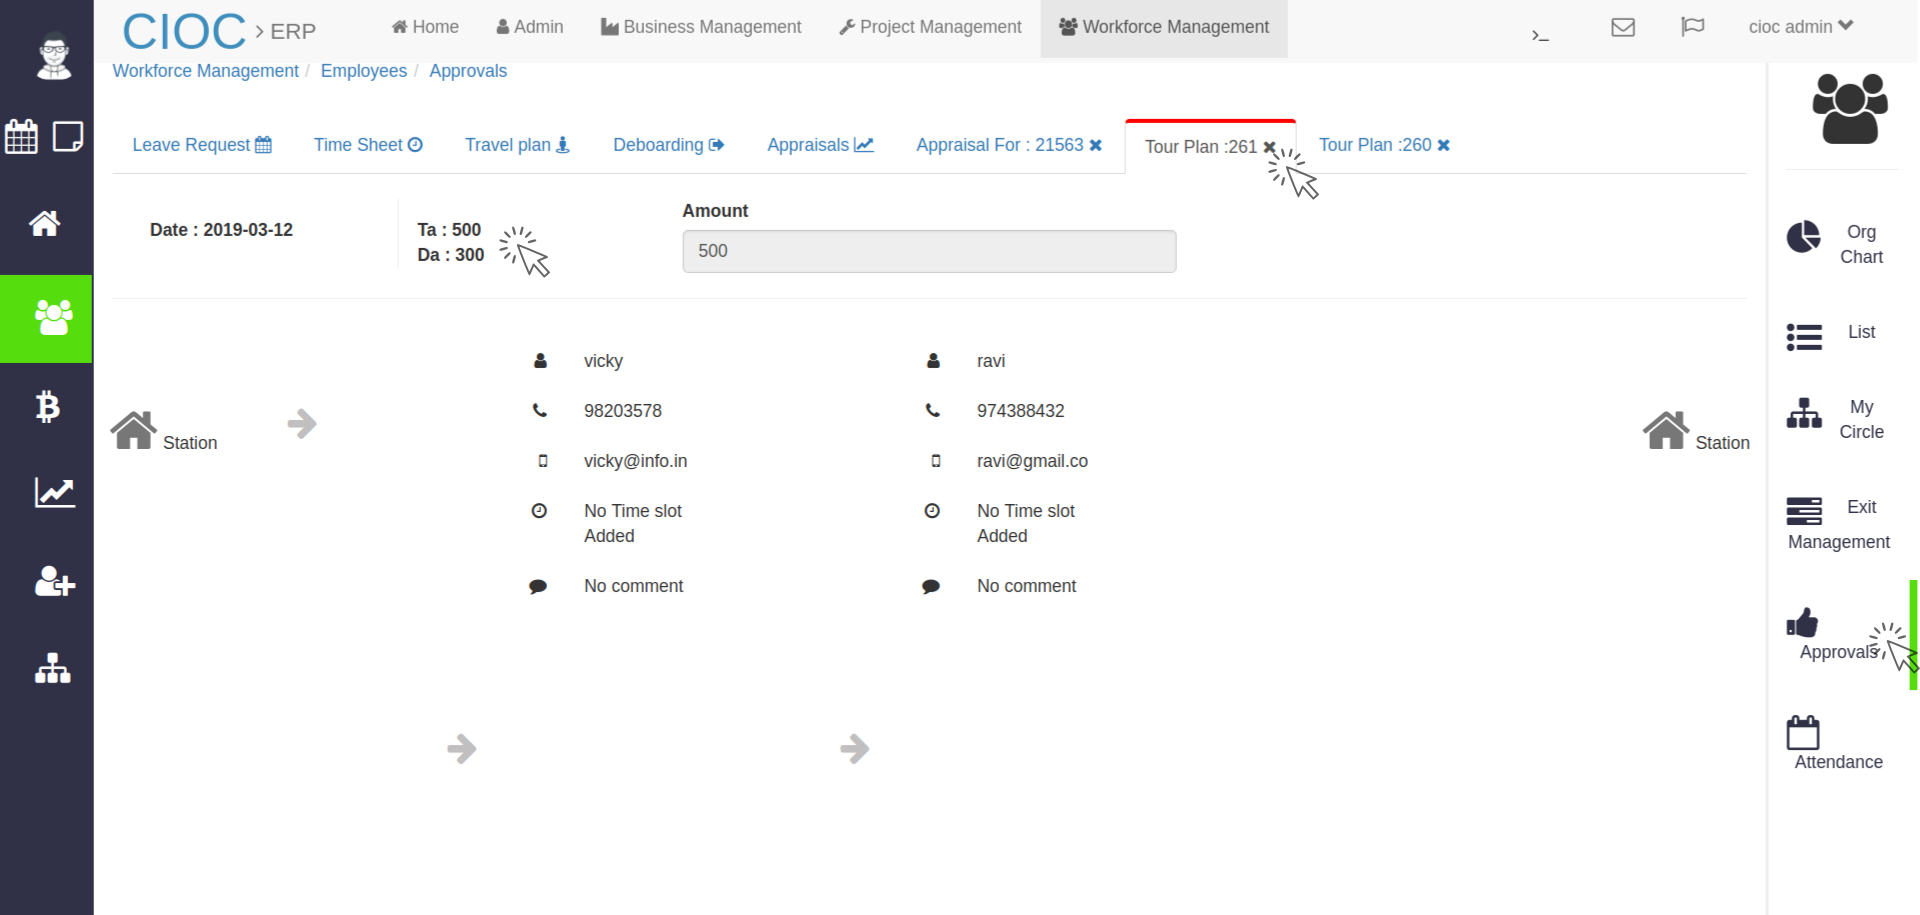 CIOC > ERP
Home
Admin
Business Management
Project Management
Workforce Management
cioc admin
Workforce Management / Employees / Approvals
Leave Request
Time Sheet
Travel plan
Deboarding
Appraisals
Appraisal For : 21563
Tour Plan :261
Tour Plan :260
Date : 2019-03-12
Ta : 500
Da : 300
Amount
500
Station
vicky
98203578
vicky@info.in
No Time slot
Added
No comment
ravi
974388432
ravi@gmail.co
No Time slot
Added
No comment
Station
Org
Chart
List
My
Circle
Exit
Management
Approvals
Attendance